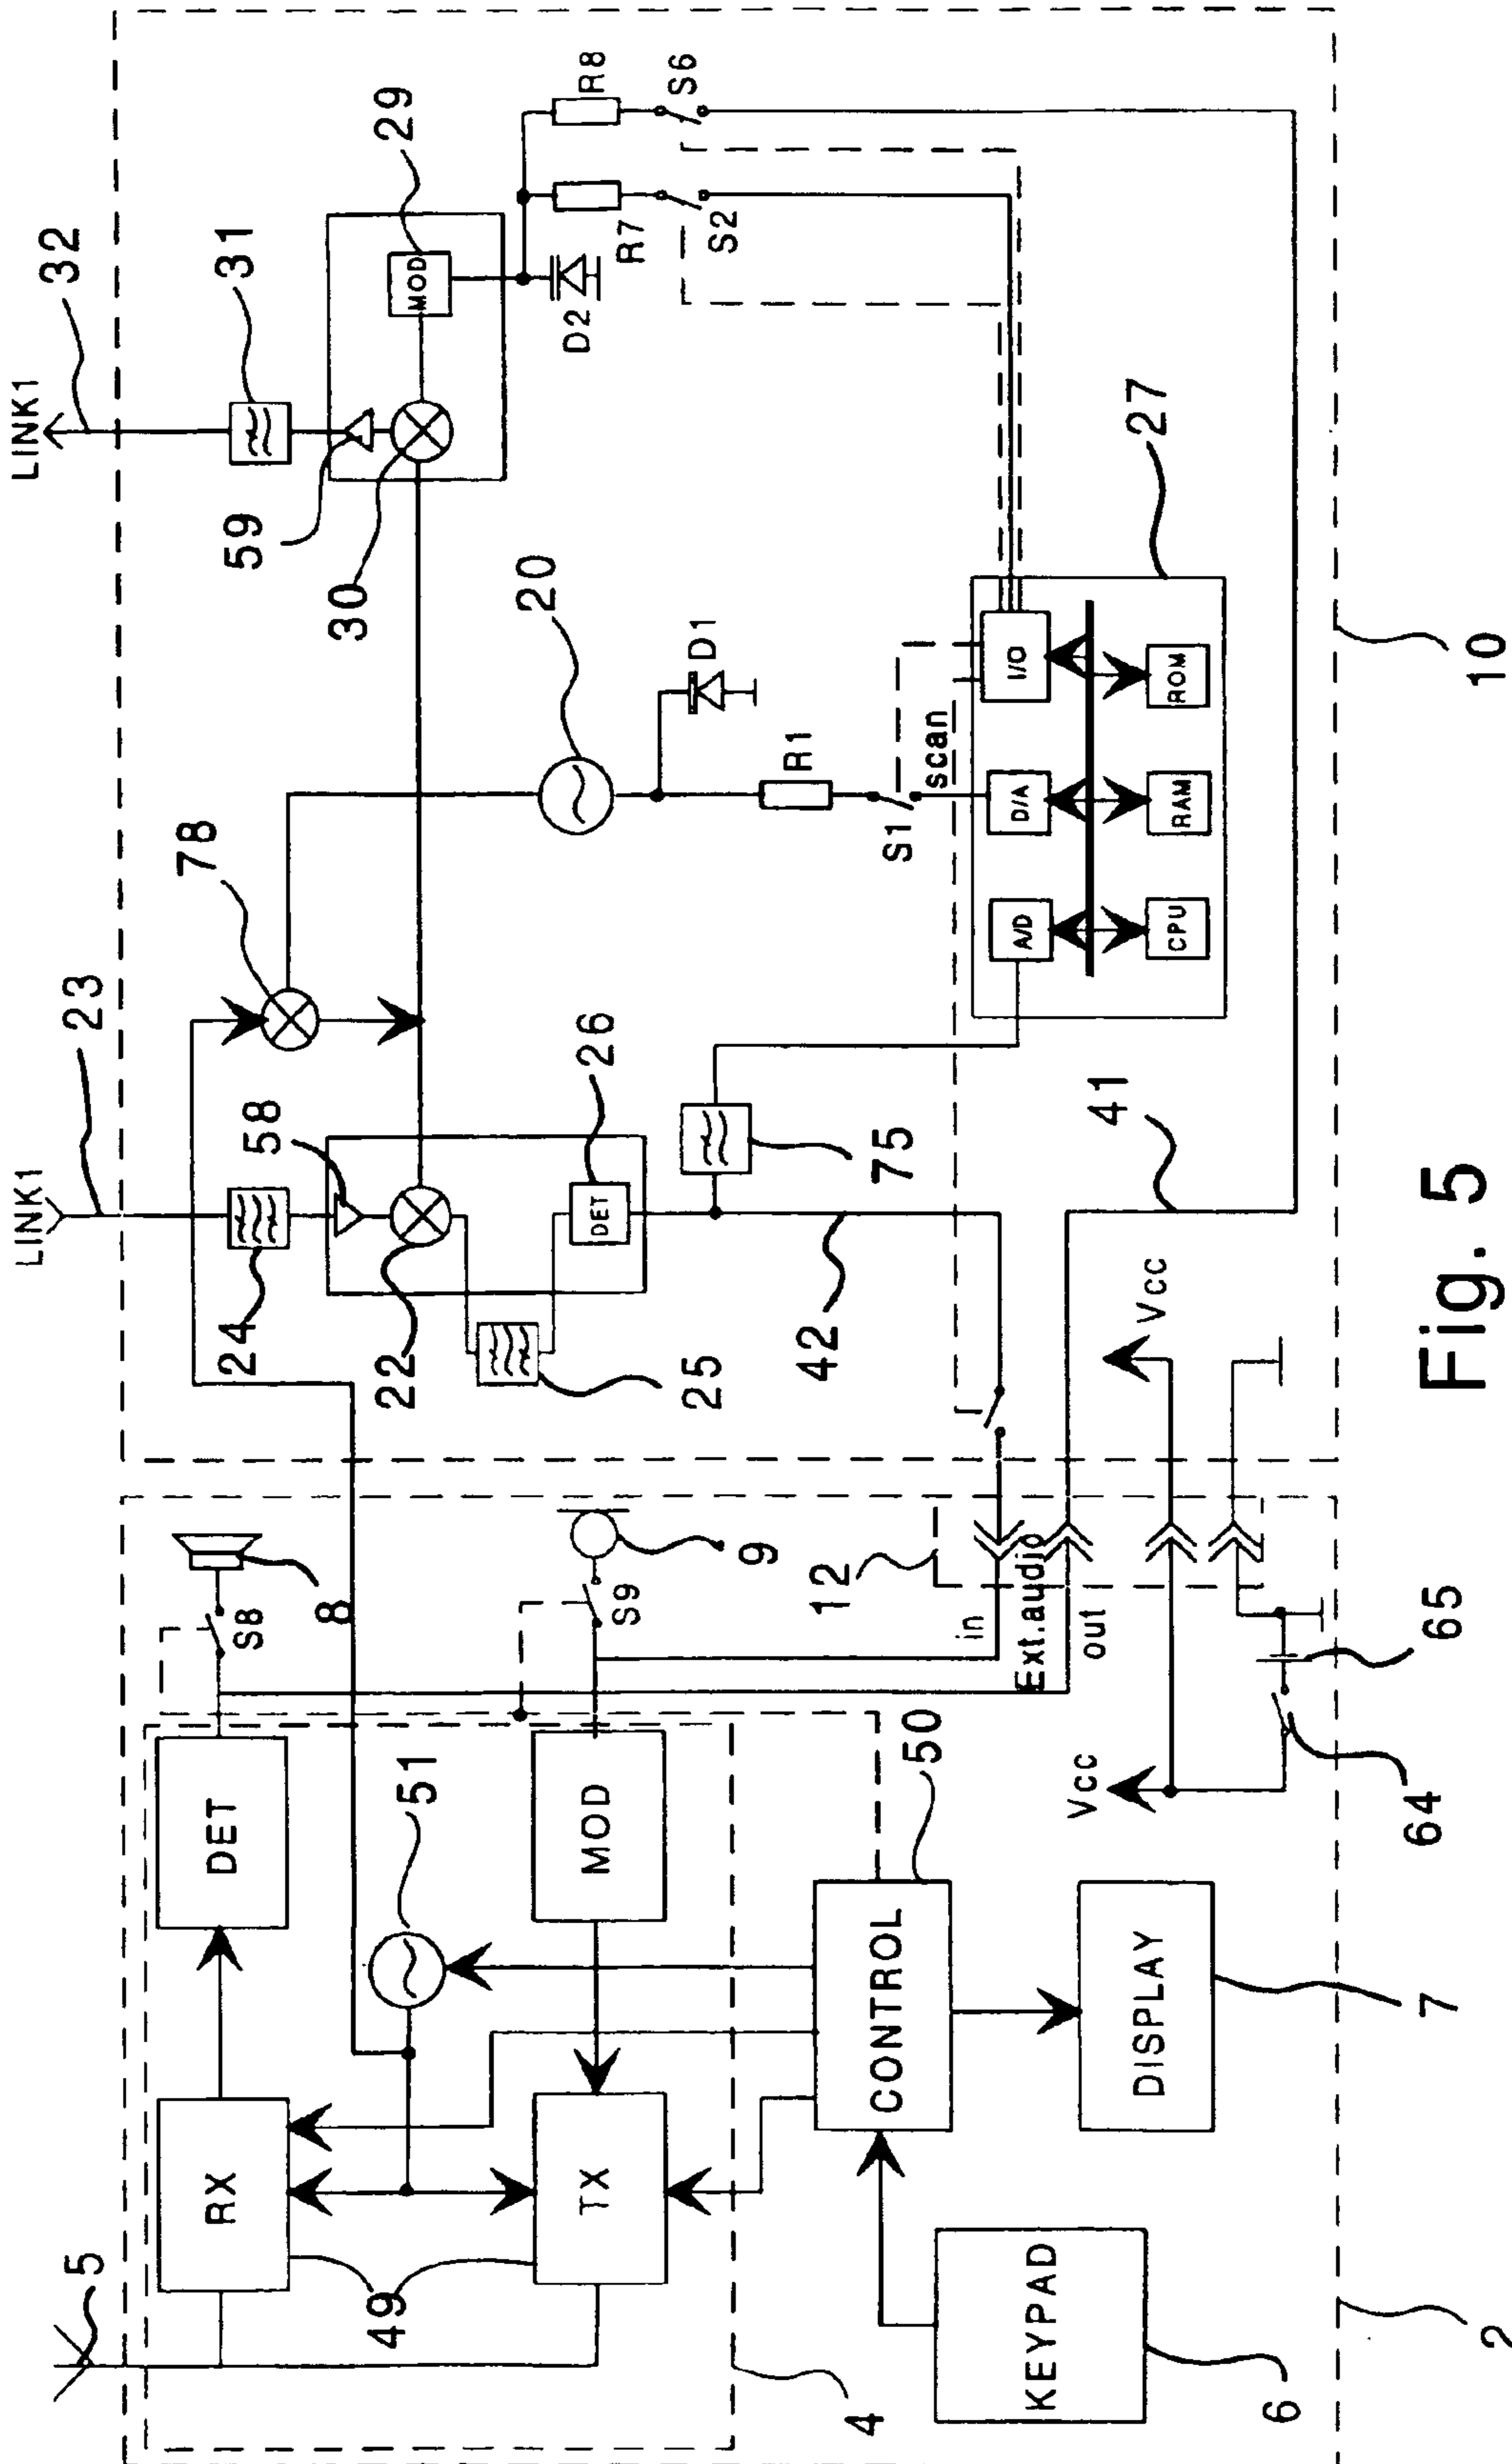 LINK1
23
24
58
22
25
26
78
LINK1
32
31
59
30
29
D2
R7
R8
S2
S6
20
D1
R1
S1
scan
75
42
41
A/D
D/A
I/O
CPU
RAM
ROM
27
10
Vcc
5
RX
DET
S8
8
49
51
TX
MOD
S9
9
12
in
Ext.audio
out
4
CONTROL
50
KEYPAD
6
DISPLAY
7
Vcc
64
65
2
DET
MOD
Fig. 5